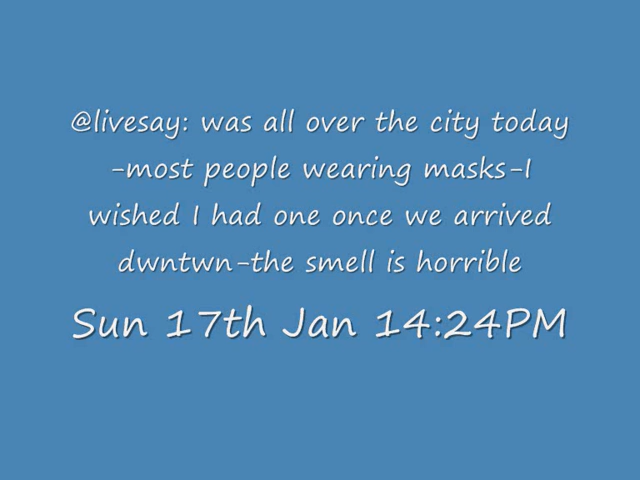 @livesay: was all over the city today
-most people wearing masks-I
wished I had one once we arrived
dwntwn-the smell is horrible
Sun 17th Jan 14:24PM